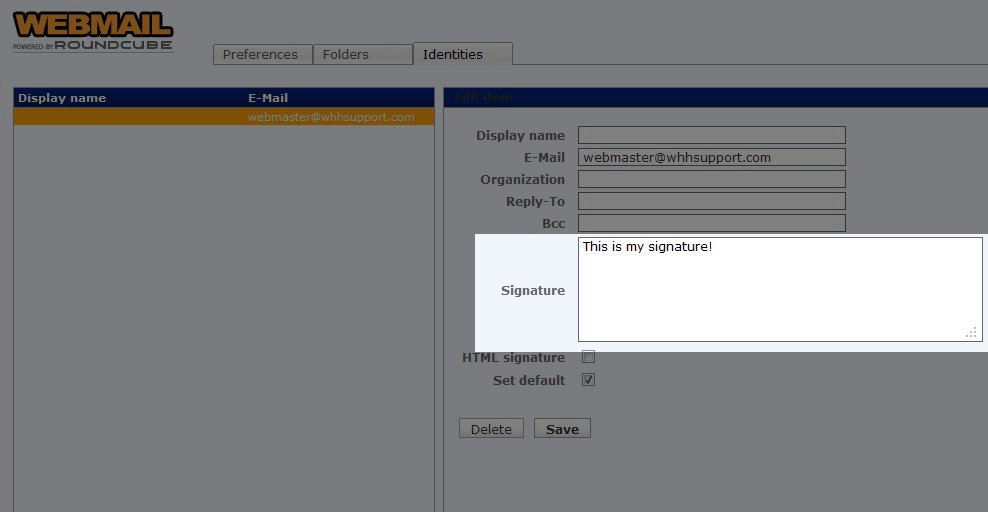 WEBMAIL
POWERED BY ROUNDCUBE
Preferences Folders Identities
Display name E-Mail
webmaster@whhsupport.com
Edit item
Display name
E-Mail webmaster@whhsupport.com
Organization
Reply-To
Bcc
Signature This is my signature!
HTML signature
Set default
Delete Save